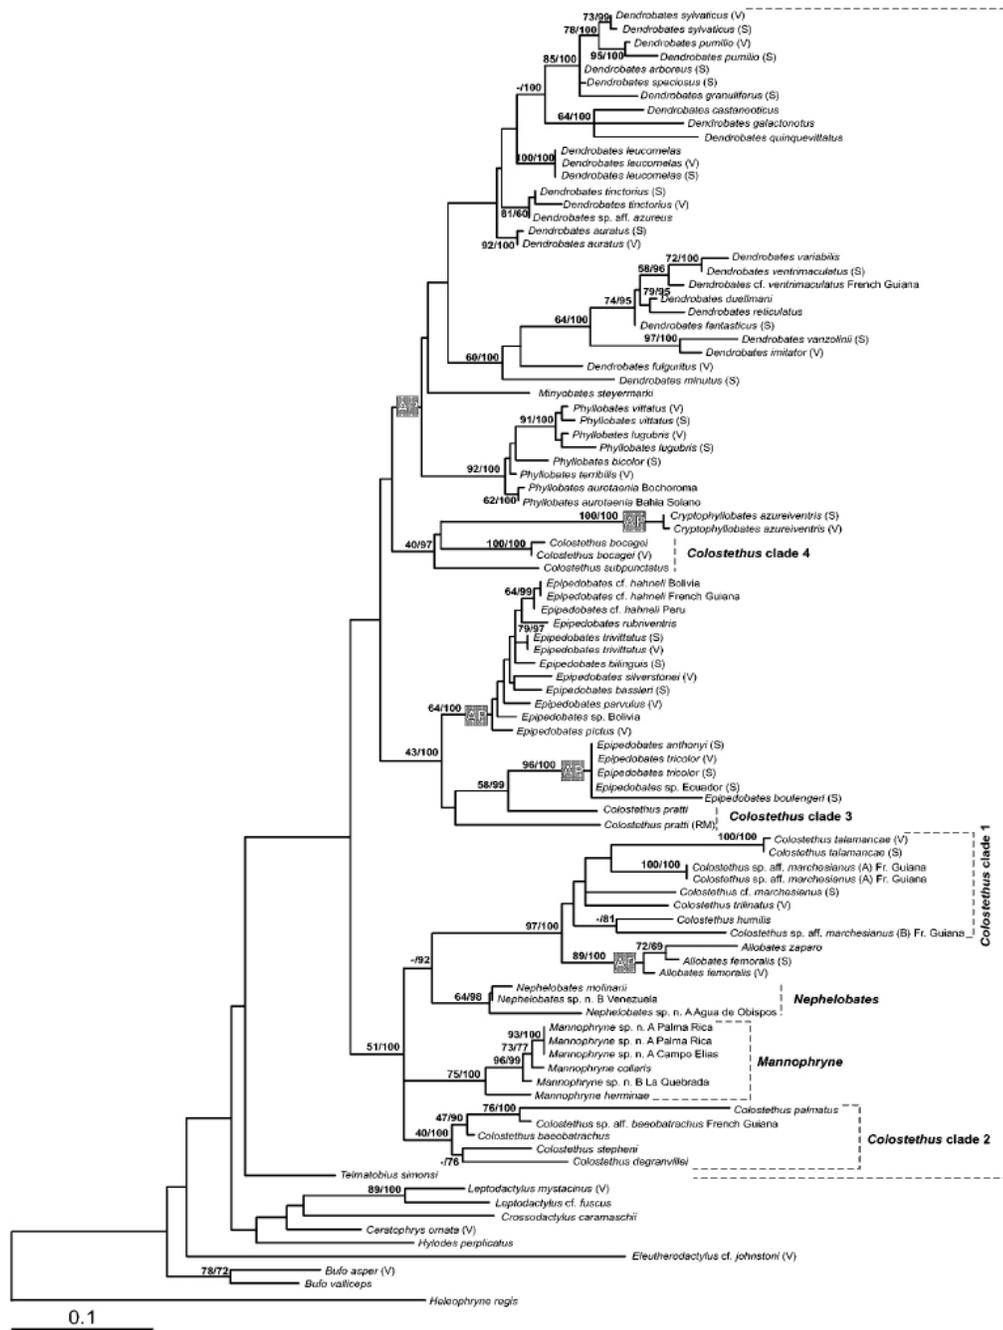 73/99 Dendrobates sylvaticus (V)
Dendrobates sylvaticus (S)
78/100
Dendrobates pumilio (V)
95/100 Dendrobates pumilio (S)
85/100
Dendrobates arboreus (S)
Dendrobates speciosus (S)
-/100
Dendrobates granuliferus (S)
Dendrobates castaneoticus
64/100
Dendrobates galactonotus
Dendrobates quinquevittatus
Dendrobates leucomelas
100/100 Dendrobates leucomelas (V)
Dendrobates leucomelas (S)
Dendrobates tinctorius (S)
Dendrobates tinctorius (V)
81/60
Dendrobates sp. aff. azureus
Dendrobates auratus (S)
92/100 Dendrobates auratus (V)
72/100 Dendrobates variabilis
58/96 Dendrobates ventrimaculatus (S)
Dendrobates cf. ventrimaculatus French Guiana
79/95
74/95 Dendrobates duellmani
Dendrobates reticulatus
64/100 Dendrobates fantasticus (S)
97/100 Dendrobates vanzolinii (S)
Dendrobates imitator (V)
60/100
Dendrobates fulguritus (V)
Dendrobates minutus (S)
Minyobates steyermarki
AP
Phyllobates vittatus (V)
91/100 Phyllobates vittatus (S)
Phyllobates lugubris (V)
Phyllobates lugubris (S)
Phyllobates bicolor (S)
92/100 Phyllobates terribilis (V)
Phyllobates aurotaenia Bochoroma
62/100 Phyllobates aurotaenia Bahia Solano
100/100 AP Cryptophyllobates azureiventris (S)
Cryptophyllobates azureiventris (V)
40/97 100/100 Colostethus bocagei
Colostethus bocagei (V)
Colostethus clade 4
Colostethus subpunctatus
Epipedobates cf. hahneli Bolivia
64/99 Epipedobates cf. hahneli French Guiana
Epipedobates cf. hahneli Peru
Epipedobates rubriventris
79/97
Epipedobates trivittatus (S)
Epipedobates trivittatus (V)
Epipedobates bilinguis (S)
Epipedobates silverstonei (V)
Epipedobates bassleri (S)
Epipedobates parvulus (V)
64/100 AP
Epipedobates sp. Bolivia
Epipedobates pictus (V)
43/100
Epipedobates anthonyi (S)
Epipedobates tricolor (V)
96/100 AP Epipedobates tricolor (S)
58/99 Epipedobates sp. Ecuador (S)
Epipedobates boulengeri (S)
Colostethus pratti
Colostethus clade 3
Colostethus pratti (RM)
100/100 Colostethus talamancae (V)
Colostethus talamancae (S)
100/100 Colostethus sp. aff. marchesianus (A) Fr. Guiana
Colostethus sp. aff. marchesianus (A) Fr. Guiana
Colostethus cf. marchesianus (S)
Colostethus trilinatus (V)
-/81 Colostethus humilis
Colostethus sp. aff. marchesianus (B) Fr. Guiana
Colostethus clade 1
97/100
72/69 Allobates zaparo
89/100 AP Allobates femoralis (S)
Allobates femoralis (V)
-/92
Nephelobates molinarii
64/98 Nephelobates sp. n. B Venezuela
Nephelobates
Nephelobates sp. n. A Agua de Obispos
Mannophryne sp. n. A Palma Rica
93/100 Mannophryne sp. n. A Palma Rica
73/77 Mannophryne sp. n. A Campo Elias
96/99 Mannophryne collaris
Mannophryne
51/100
75/100 Mannophryne sp. n. B La Quebrada
Mannophryne herminae
76/100 Colostethus palmatus
47/90 Colostethus sp. aff. baeobatrachus French Guiana
40/100 Colostethus baeobatrachus
Colostethus clade 2
Colostethus stepheni
-/76 Colostethus degranvillei
Telmatobius simonsi
89/100 Leptodactylus mystacinus (V)
Leptodactylus cf. fuscus
Crossodactylus caramaschii
Ceratophrys ornata (V)
Hylodes perplicatus
Eleutherodactylus cf. johnstoni (V)
78/72 Bufo asper (V)
Bufo valliceps
Heleophryne regis
0.1